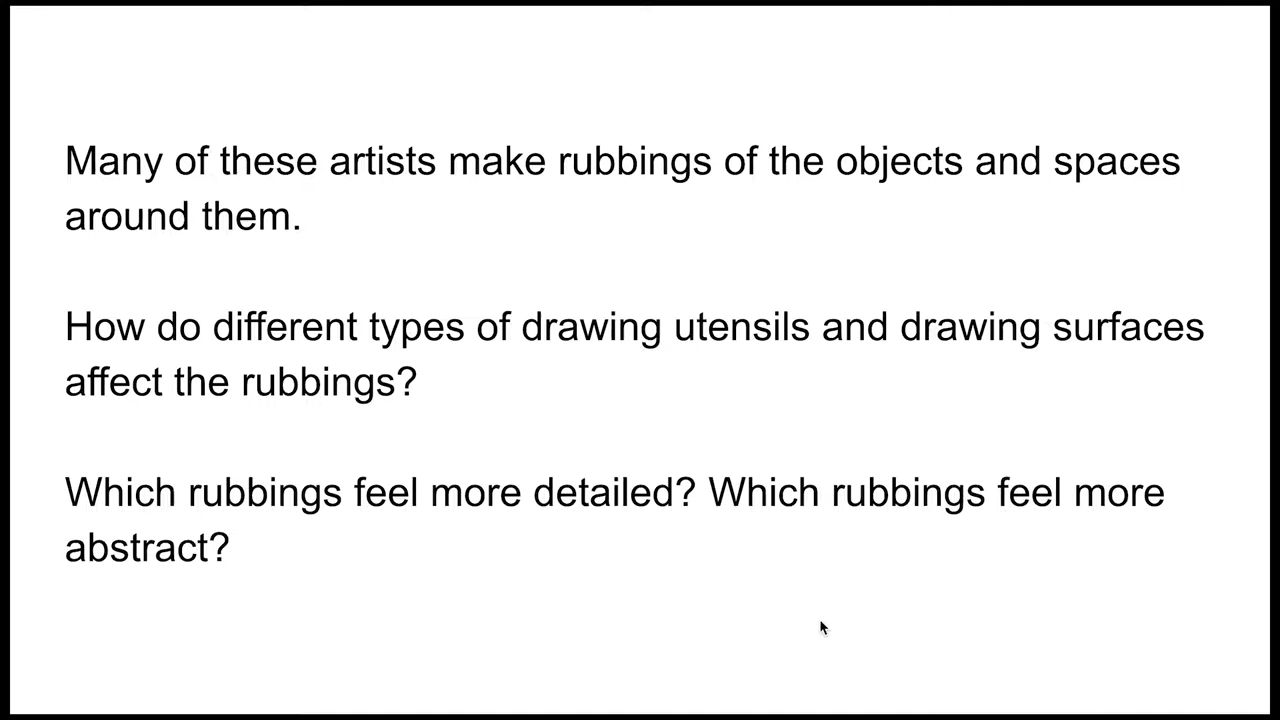 Many of these artists make rubbings of the objects and spaces
around them.
How do different types of drawing utensils and drawing surfaces
affect the rubbings?
Which rubbings feel more detailed? Which rubbings feel more
abstract?